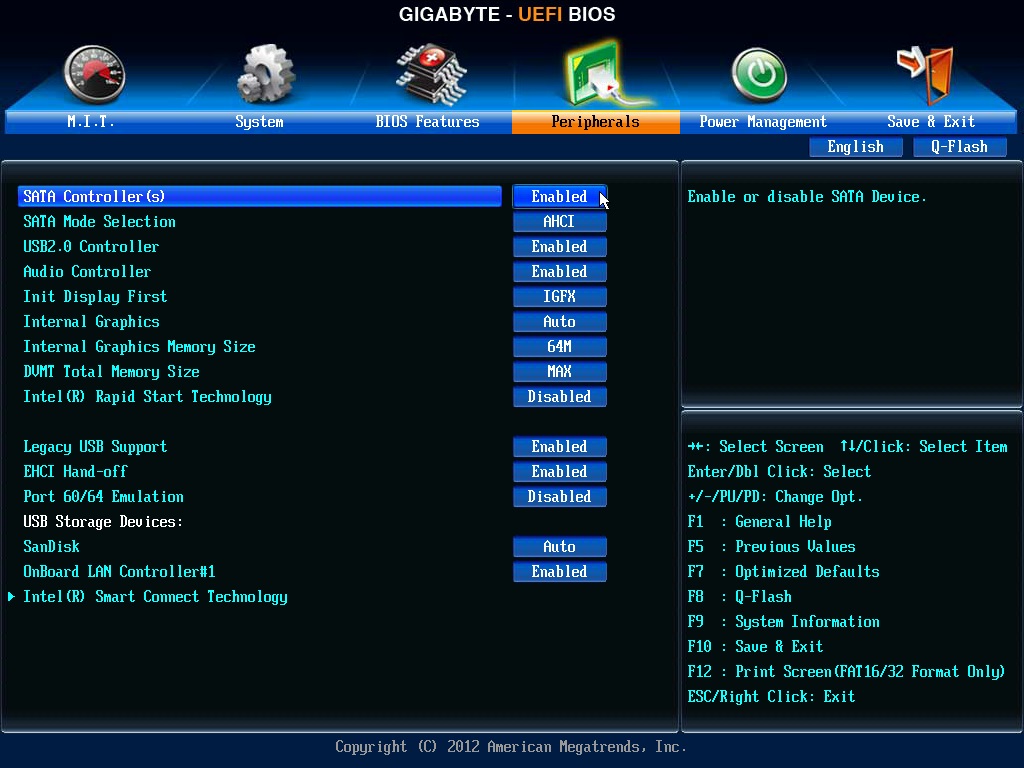 GIGABYTE - UEFI BIOS
M.I.T. System BIOS Features Peripherals Power Management Save & Exit
English Q-Flash
SATA Controller(s) Enabled
SATA Mode Selection AHCI
USB2.0 Controller Enabled
Audio Controller Enabled
Init Display First IGFX
Internal Graphics Auto
Internal Graphics Memory Size 64M
DVMT Total Memory Size MAX
Intel(R) Rapid Start Technology Disabled
Legacy USB Support Enabled
EHCI Hand-off Enabled
Port 60/64 Emulation Disabled
USB Storage Devices:
SanDisk Auto
OnBoard LAN Controller#1 Enabled
Intel(R) Smart Connect Technology
Enable or disable SATA Device.
→←: Select Screen ↑↓/Click: Select Item
Enter/Dbl Click: Select
+/-/PU/PD: Change Opt.
F1 : General Help
F5 : Previous Values
F7 : Optimized Defaults
F8 : Q-Flash
F9 : System Information
F10 : Save & Exit
F12 : Print Screen(FAT16/32 Format Only)
ESC/Right Click: Exit
Copyright (C) 2012 American Megatrends, Inc.